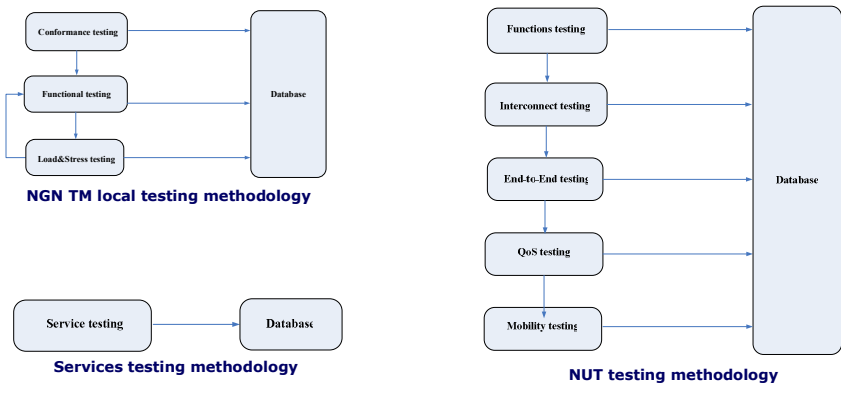 Conformance testing
Functional testing
Database
Load&Stress testing
NGN TM local testing methodology
Service testing
Database
Services testing methodology
Functions testing
Interconnect testing
End-to-End testing
Database
QoS testing
Mobility testing
NUT testing methodology